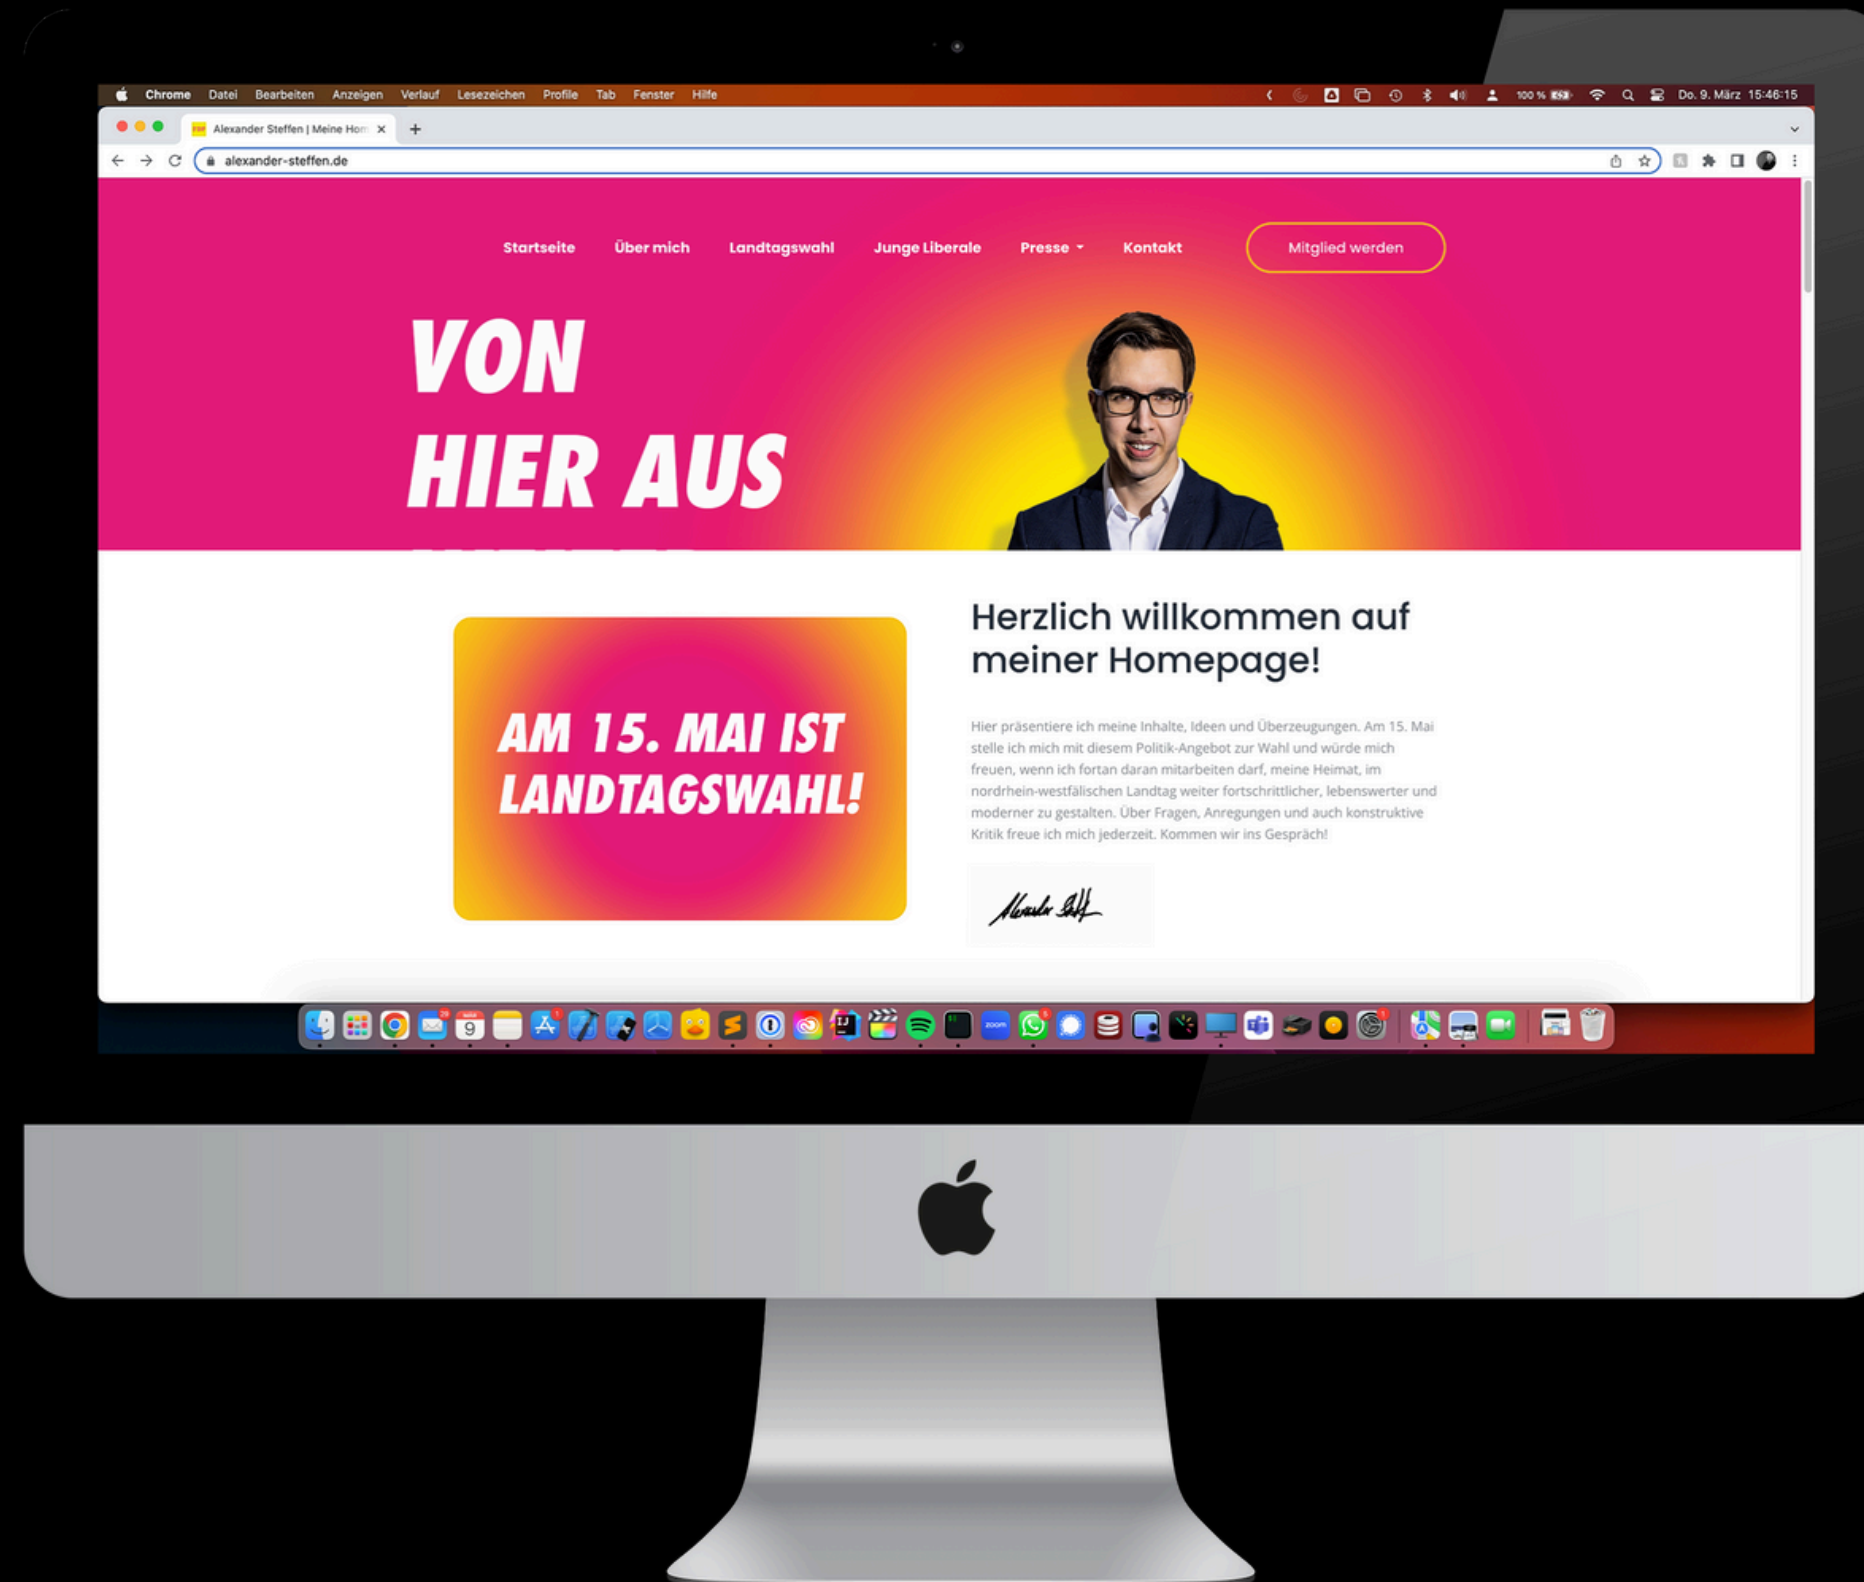 Chrome Datei Bearbeiten Anzeigen Verlauf Lesezeichen Profile Tab Fenster Hilfe
100 % Do. 9. März 15:46:15
FDP Alexander Steffen | Meine Hom
alexander-steffen.de
Startseite Über mich Landtagswahl Junge Liberale Presse Kontakt Mitglied werden
VON
HIER AUS
Herzlich willkommen auf
meiner Homepage!
AM 15. MAI IST
LANDTAGSWAHL!
Hier präsentiere ich meine Inhalte, Ideen und Überzeugungen. Am 15. Mai
stelle ich mich mit diesem Politik-Angebot zur Wahl und würde mich
freuen, wenn ich fortan daran mitarbeiten darf, meine Heimat, im
nordrhein-westfälischen Landtag weiter fortschrittlicher, lebenswerter und
moderner zu gestalten. Über Fragen, Anregungen und auch konstruktive
Kritik freue ich mich jederzeit. Kommen wir ins Gespräch!
9 IJ zoom